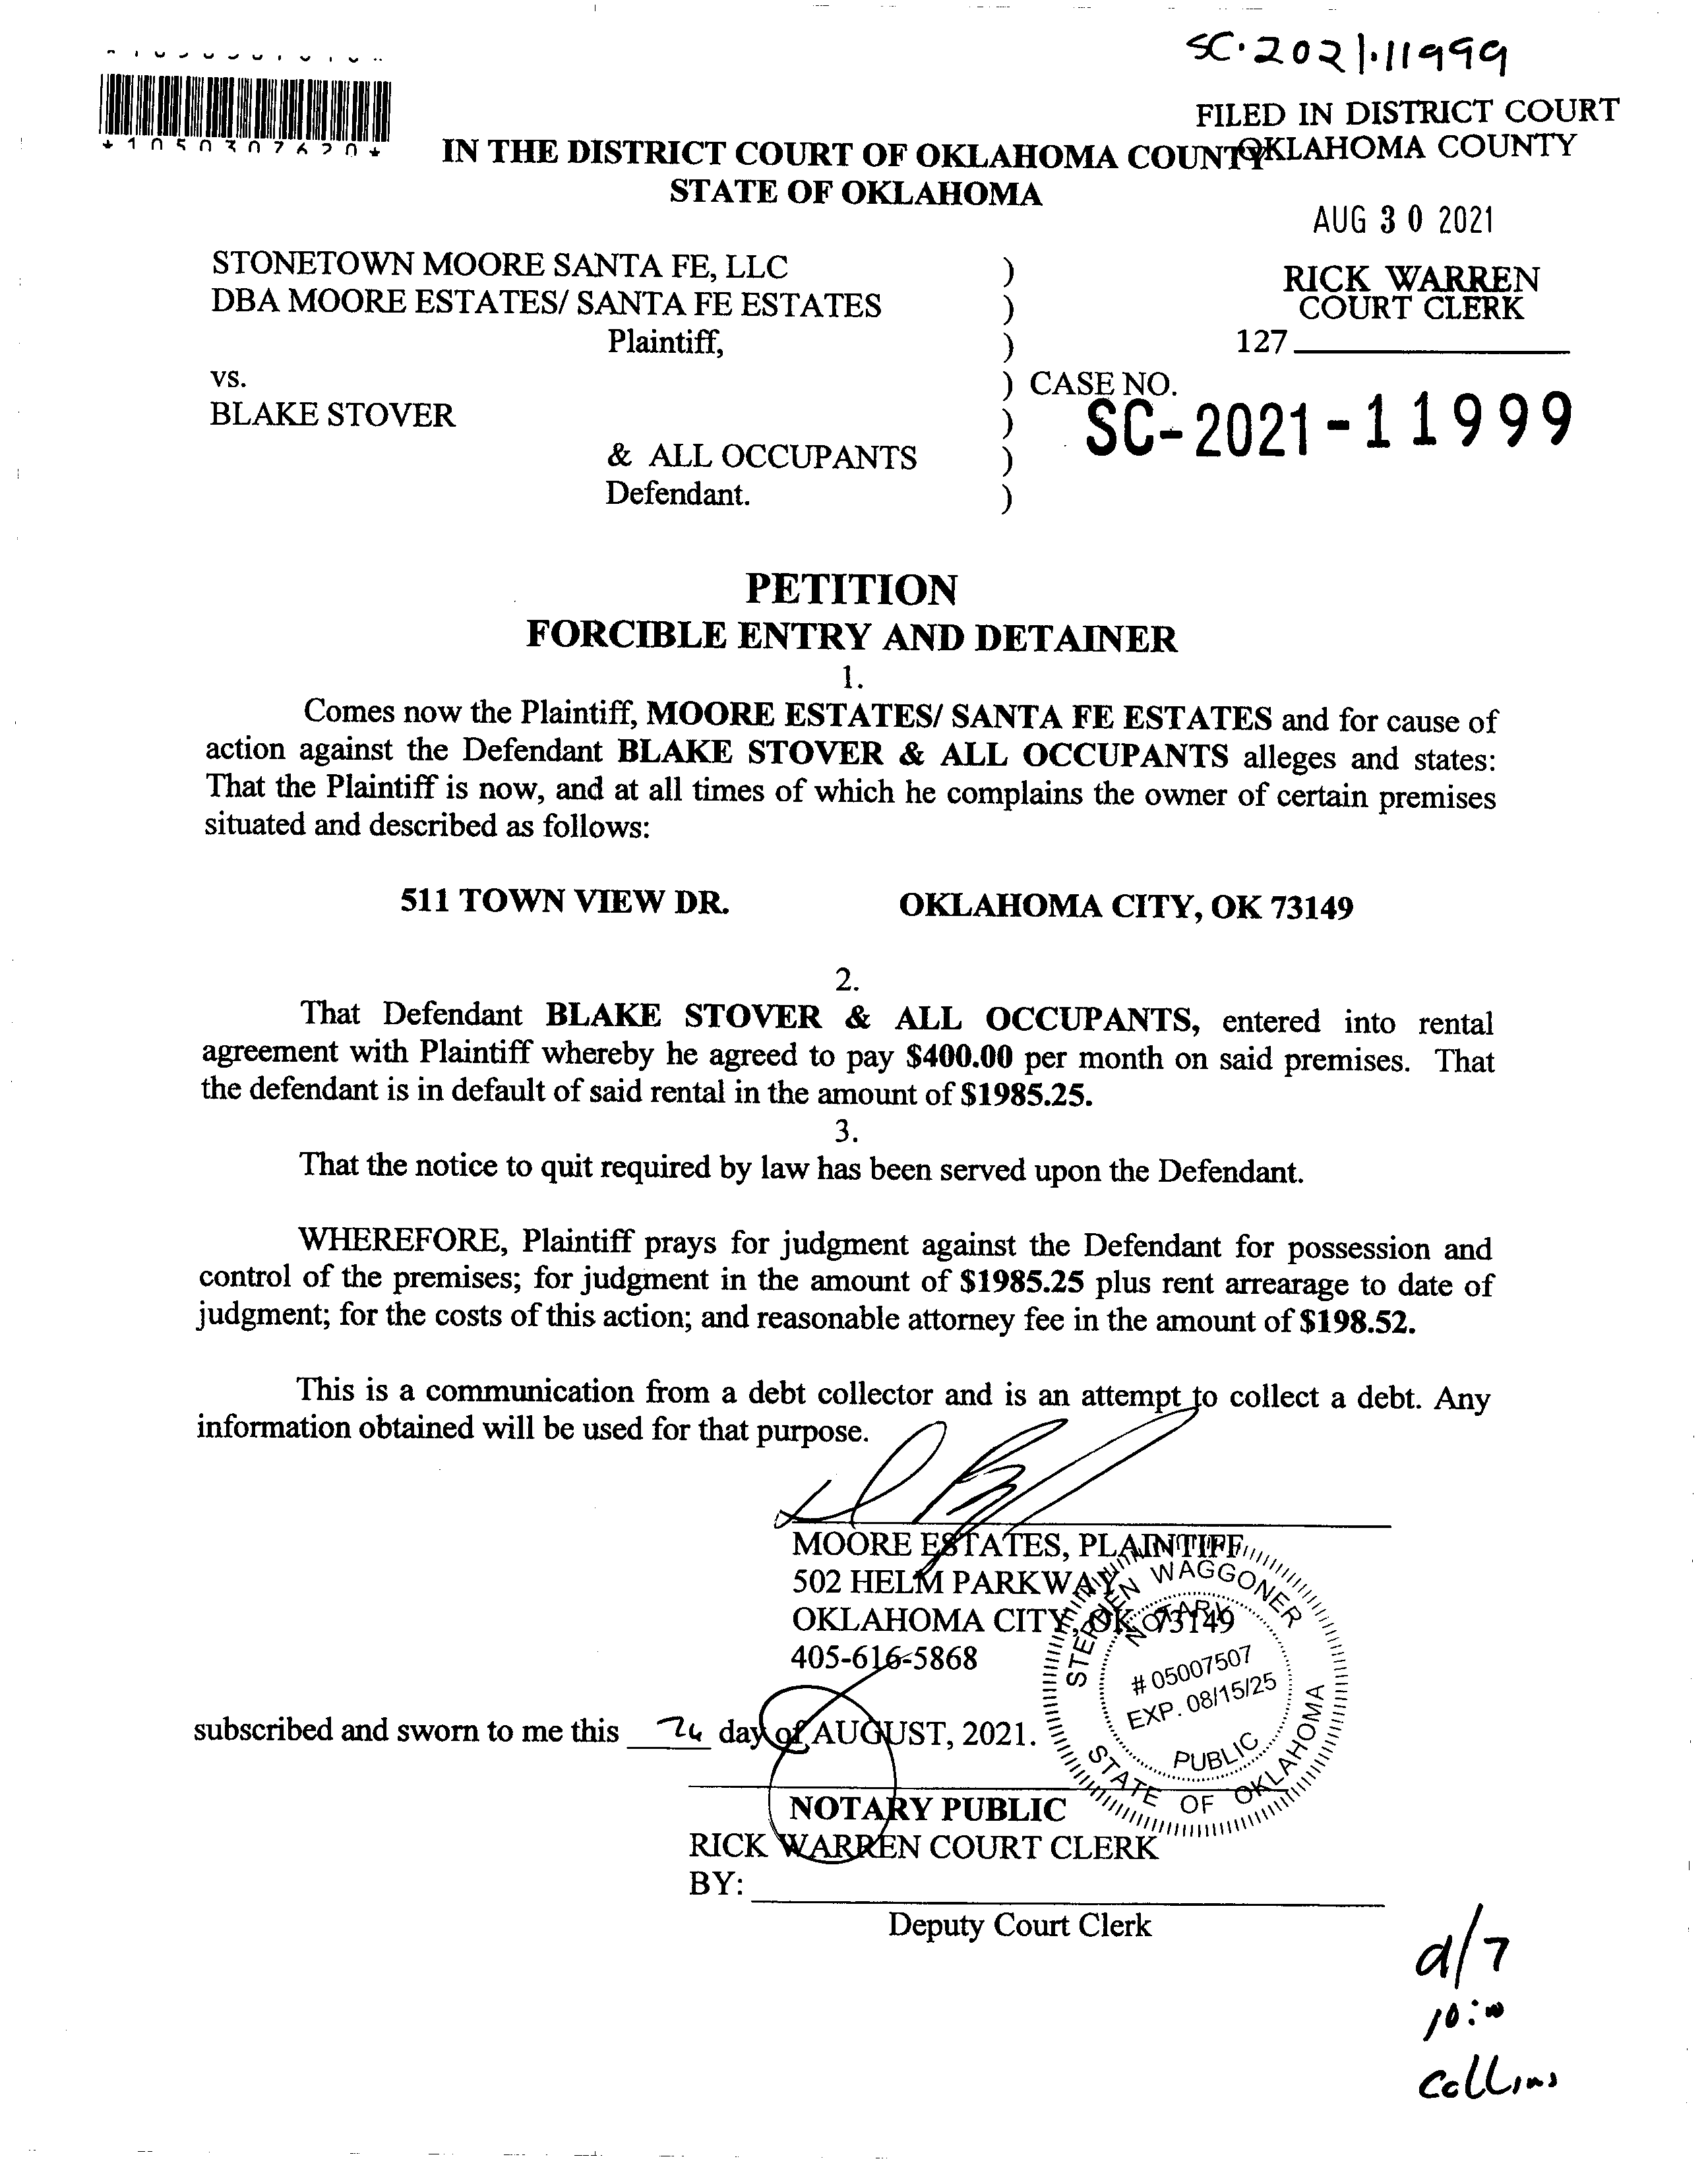 SC·2021·11999
FILED IN DISTRICT COURT
OKLAHOMA COUNTY
*1050307620*
IN THE DISTRICT COURT OF OKLAHOMA COUNTY
STATE OF OKLAHOMA
AUG 30 2021
STONETOWN MOORE SANTA FE, LLC )
DBA MOORE ESTATES/ SANTA FE ESTATES )
Plaintiff, )
RICK WARREN
COURT CLERK
127
vs. ) CASE NO.
BLAKE STOVER )
SC-2021-11999
& ALL OCCUPANTS )
Defendant. )
PETITION
FORCIBLE ENTRY AND DETAINER
1.
Comes now the Plaintiff, MOORE ESTATES/ SANTA FE ESTATES and for cause of
action against the Defendant BLAKE STOVER & ALL OCCUPANTS alleges and states:
That the Plaintiff is now, and at all times of which he complains the owner of certain premises
situated and described as follows:
511 TOWN VIEW DR. OKLAHOMA CITY, OK 73149
2.
That Defendant BLAKE STOVER & ALL OCCUPANTS, entered into rental
agreement with Plaintiff whereby he agreed to pay $400.00 per month on said premises. That
the defendant is in default of said rental in the amount of $1985.25.
3.
That the notice to quit required by law has been served upon the Defendant.
WHEREFORE, Plaintiff prays for judgment against the Defendant for possession and
control of the premises; for judgment in the amount of $1985.25 plus rent arrearage to date of
judgment; for the costs of this action; and reasonable attorney fee in the amount of $198.52.
This is a communication from a debt collector and is an attempt to collect a debt. Any
information obtained will be used for that purpose.
MOORE ESTATES, PLAINTIFF
502 HELM PARKWAY
OKLAHOMA CITY, OK 73149
405-616-5868
STEPHEN WAGGONER
NOTARY
# 05007507
EXP. 08/15/25
PUBLIC
STATE OF OKLAHOMA
subscribed and sworn to me this 26 day of AUGUST, 2021.
NOTARY PUBLIC
RICK WARREN COURT CLERK
BY:
Deputy Court Clerk
10:00
Collins